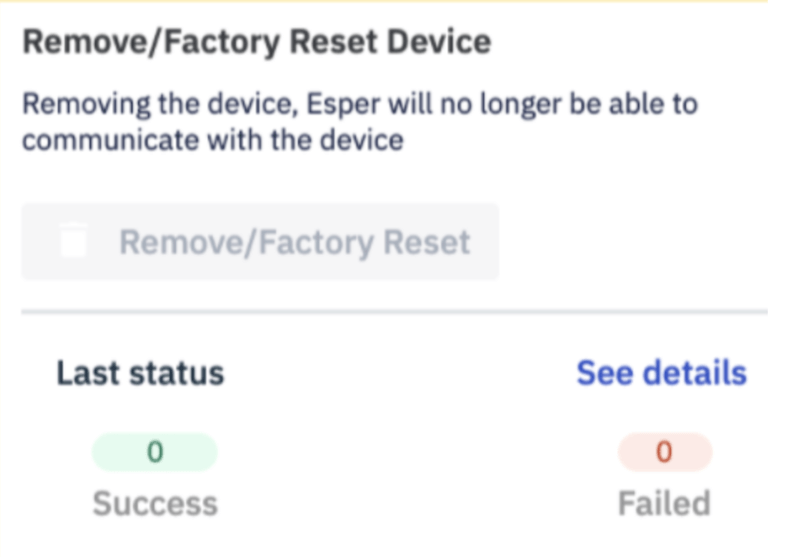 Remove/Factory Reset Device
Removing the device, Esper will no longer be able to
communicate with the device
Remove/Factory Reset
Last status
See details
0
0
Success
Failed